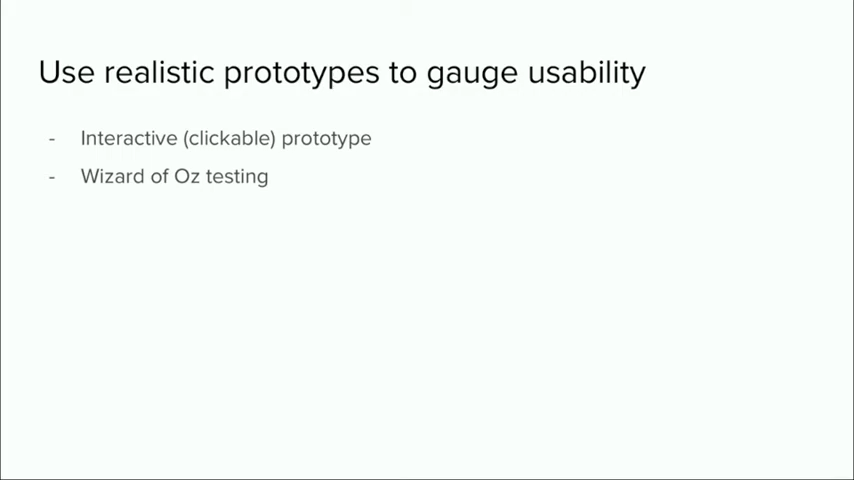 Use realistic prototypes to gauge usability
- Interactive (clickable) prototype
- Wizard of Oz testing